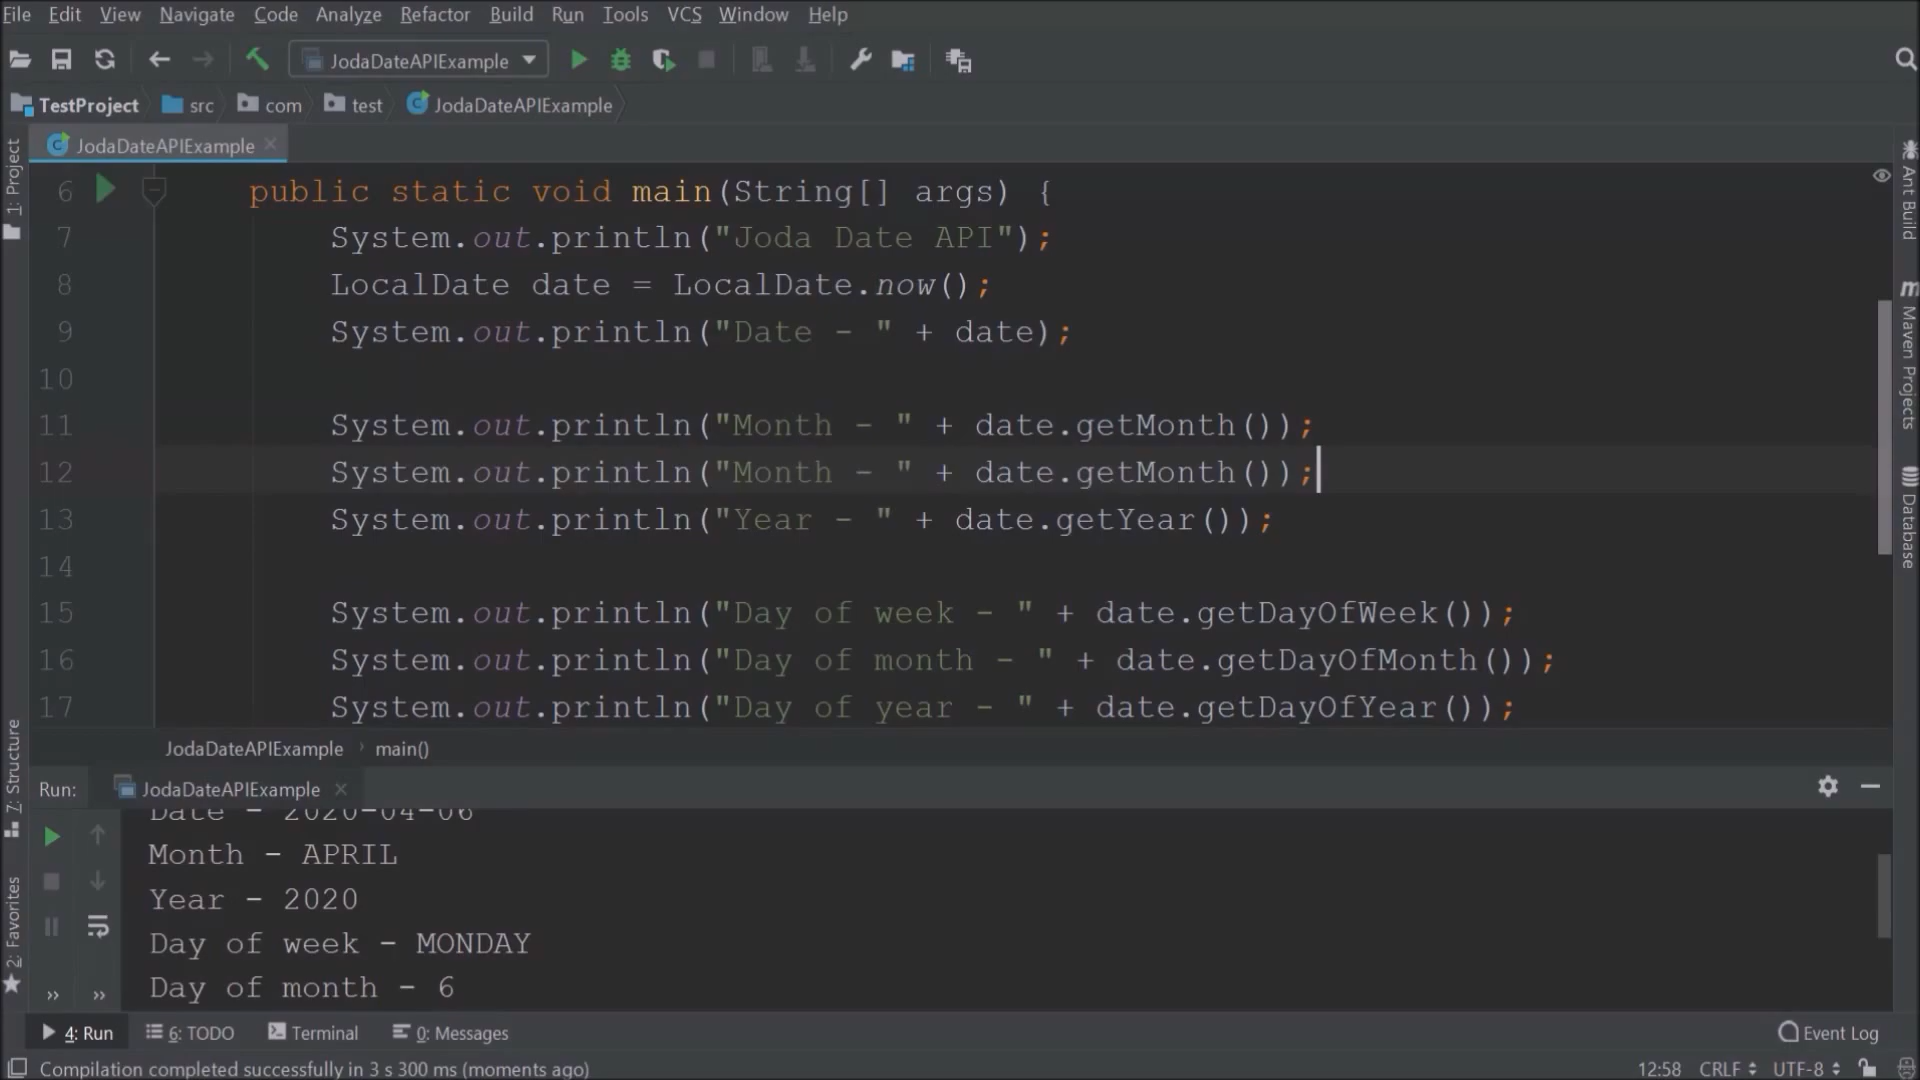 File Edit View Navigate Code Analyze Refactor Build Run Tools VCS Window Help
JodaDateAPIExample
TestProject src com test JodaDateAPIExample
JodaDateAPIExample
1: Project
7: Structure
2: Favorites
6 public static void main(String[] args) {
7 System.out.println("Joda Date API");
8 LocalDate date = LocalDate.now();
9 System.out.println("Date - " + date);
10
11 System.out.println("Month - " + date.getMonth());
12 System.out.println("Month - " + date.getMonth());
13 System.out.println("Year - " + date.getYear());
14
15 System.out.println("Day of week - " + date.getDayOfWeek());
16 System.out.println("Day of month - " + date.getDayOfMonth());
17 System.out.println("Day of year - " + date.getDayOfYear());
Ant Build
Maven Projects
Database
JodaDateAPIExample › main()
Run: JodaDateAPIExample
Date - 2020-04-06
Month - APRIL
Year - 2020
Day of week - MONDAY
Day of month - 6
4: Run 6: TODO Terminal 0: Messages Event Log
Compilation completed successfully in 3 s 300 ms (moments ago) 12:58 CRLF UTF-8